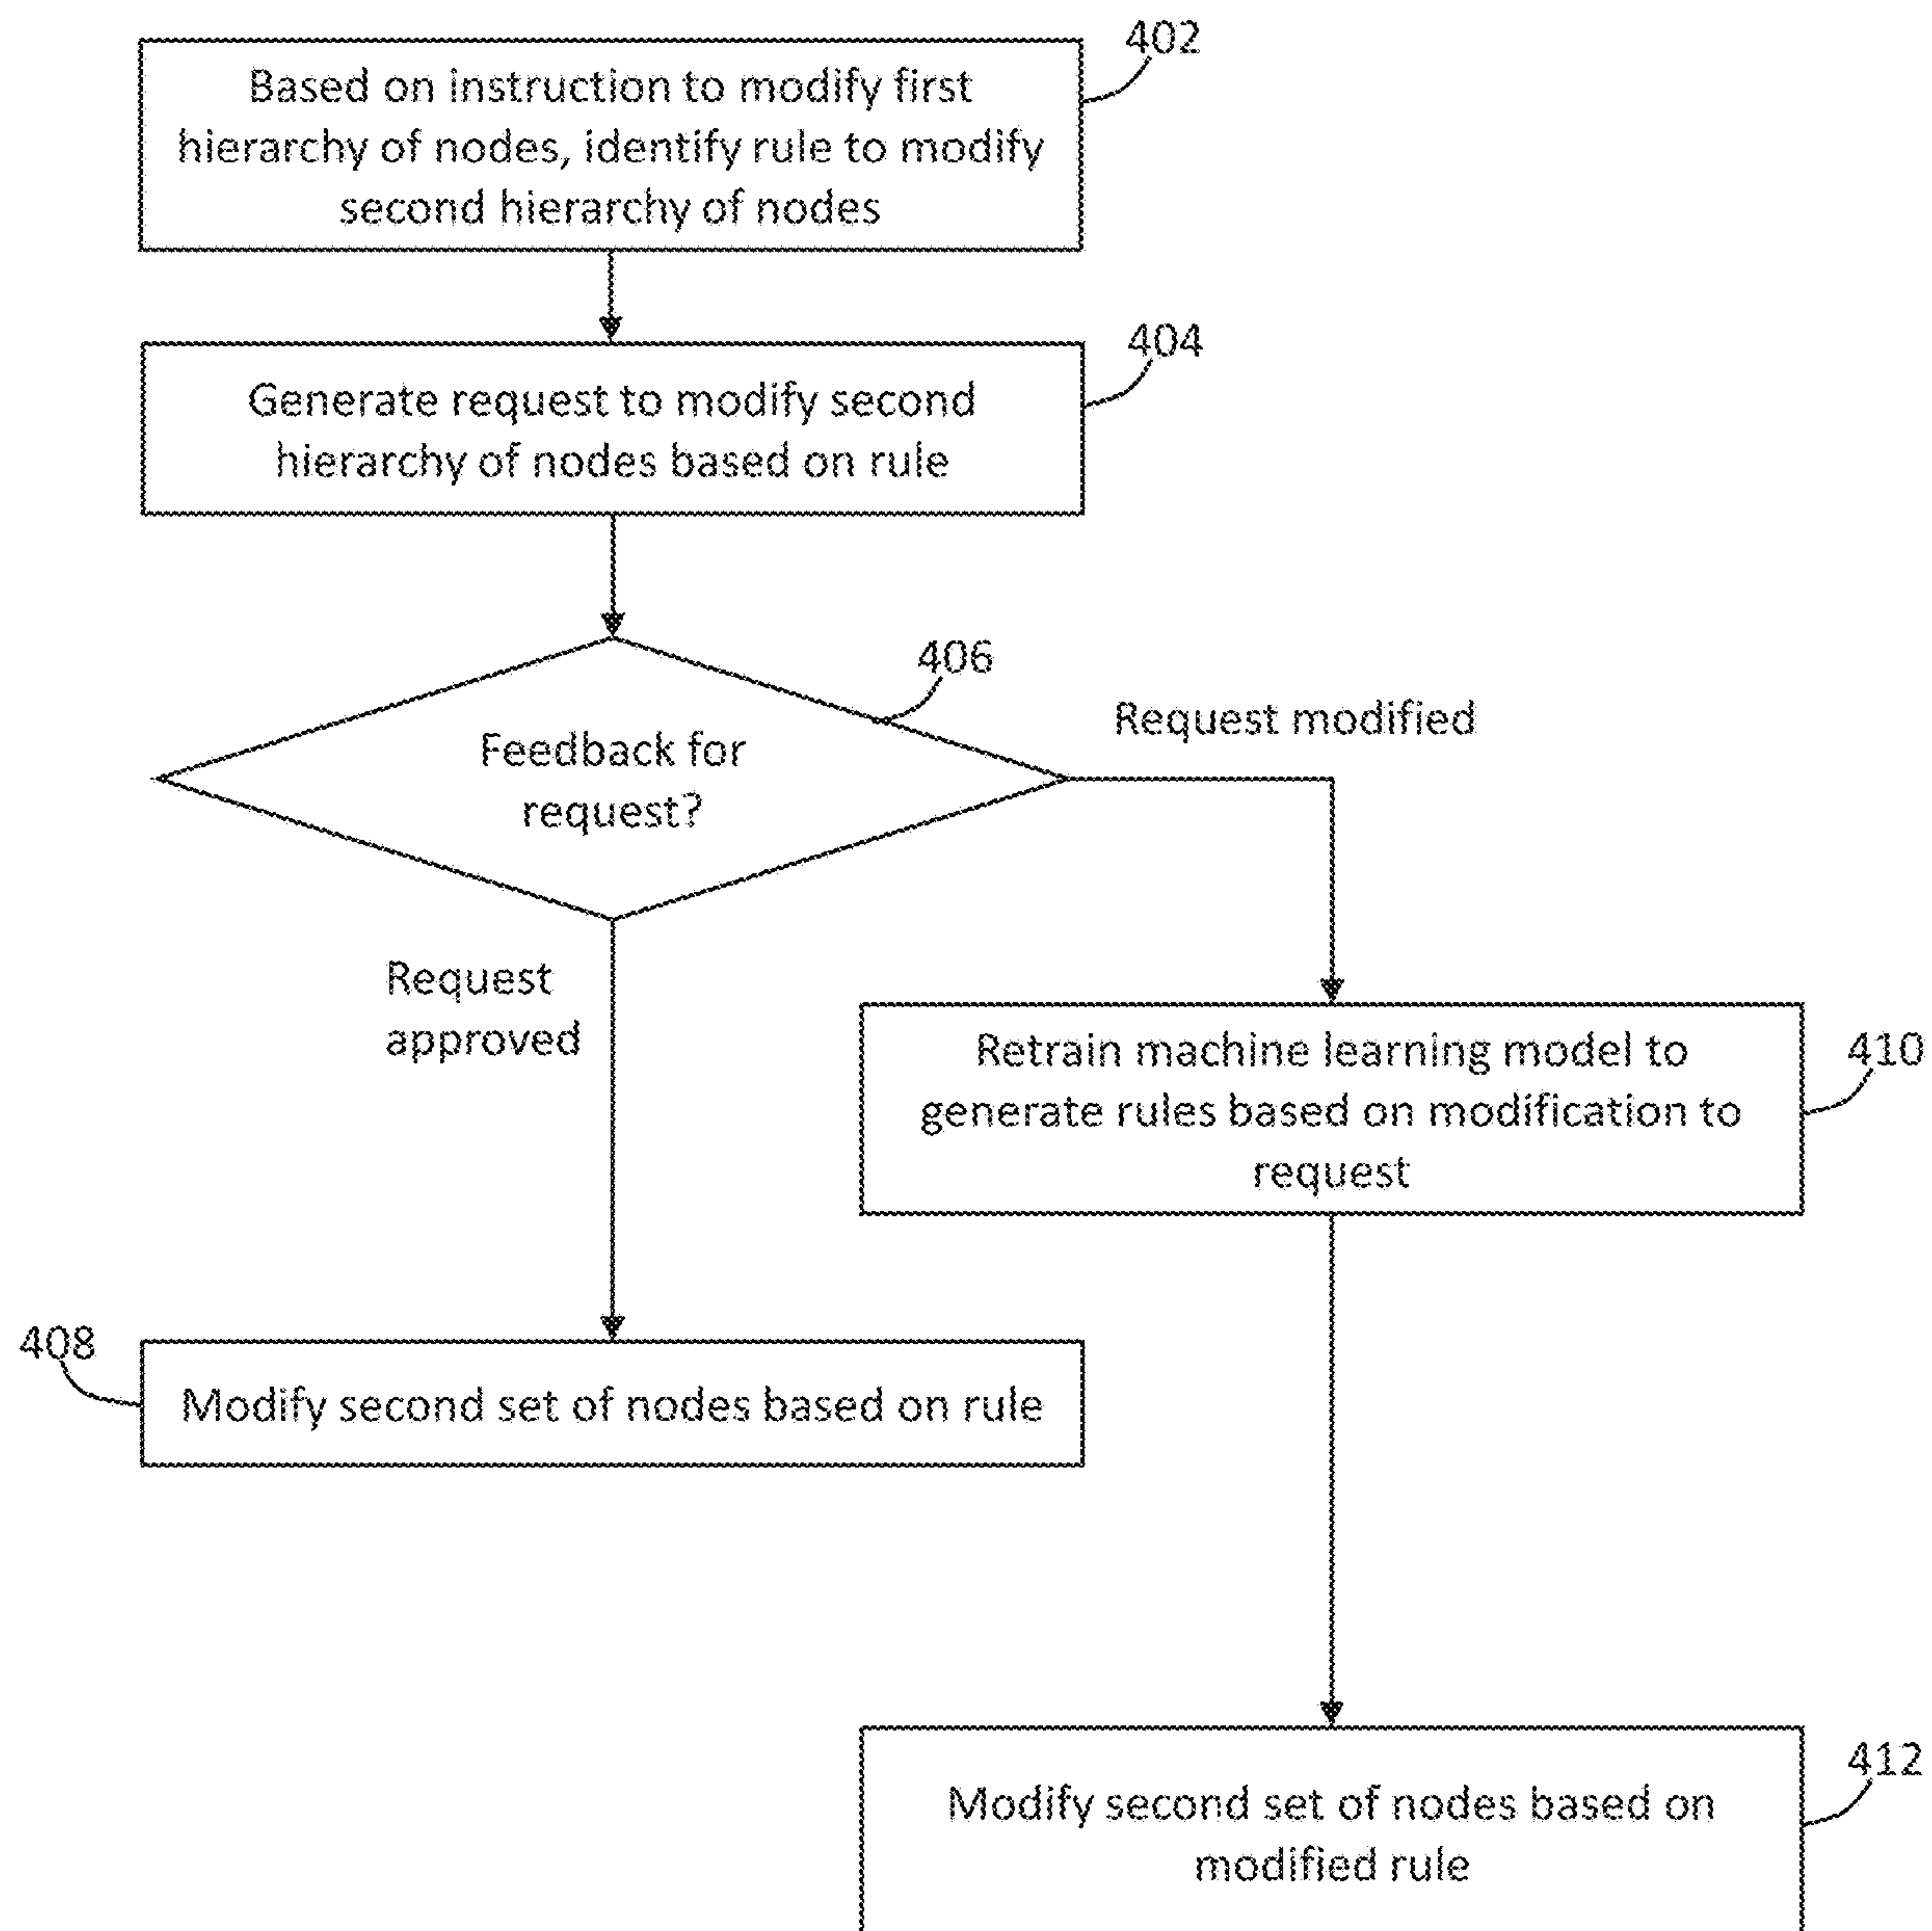 402
Based on instruction to modify first
hierarchy of nodes, identify rule to modify
second hierarchy of nodes
404
Generate request to modify second
hierarchy of nodes based on rule
406
Request modified
Feedback for
request?
Request
approved
Retrain machine learning model to
generate rules based on modification to
request
410
408
Modify second set of nodes based on rule
412
Modify second set of nodes based on
modified rule